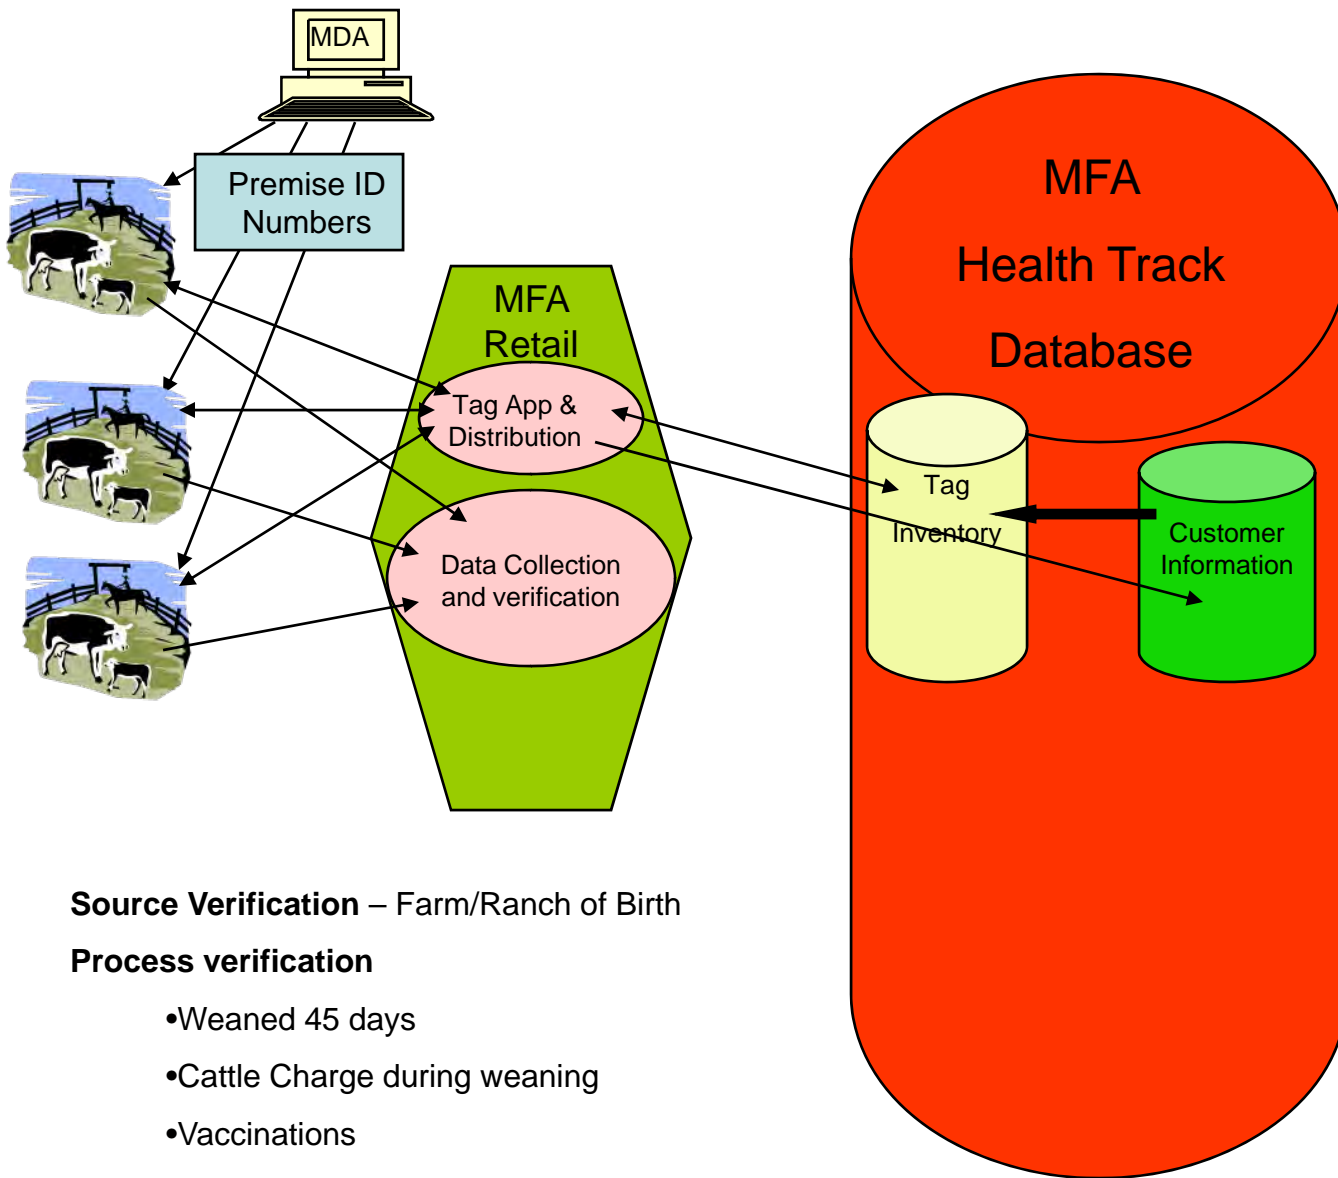 MDA
Premise ID
Numbers
MFA
Health Track
Database
MFA
Retail
Tag App &
Distribution
Tag
Inventory
Customer
Information
Data Collection
and verification
Source Verification – Farm/Ranch of Birth
Process verification
•Weaned 45 days
•Cattle Charge during weaning
•Vaccinations